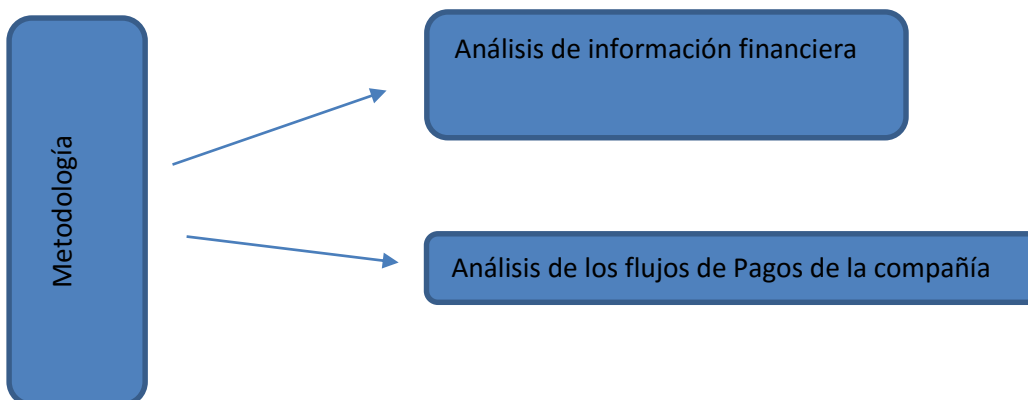 Metodología
Análisis de información financiera
Análisis de los flujos de Pagos de la compañía